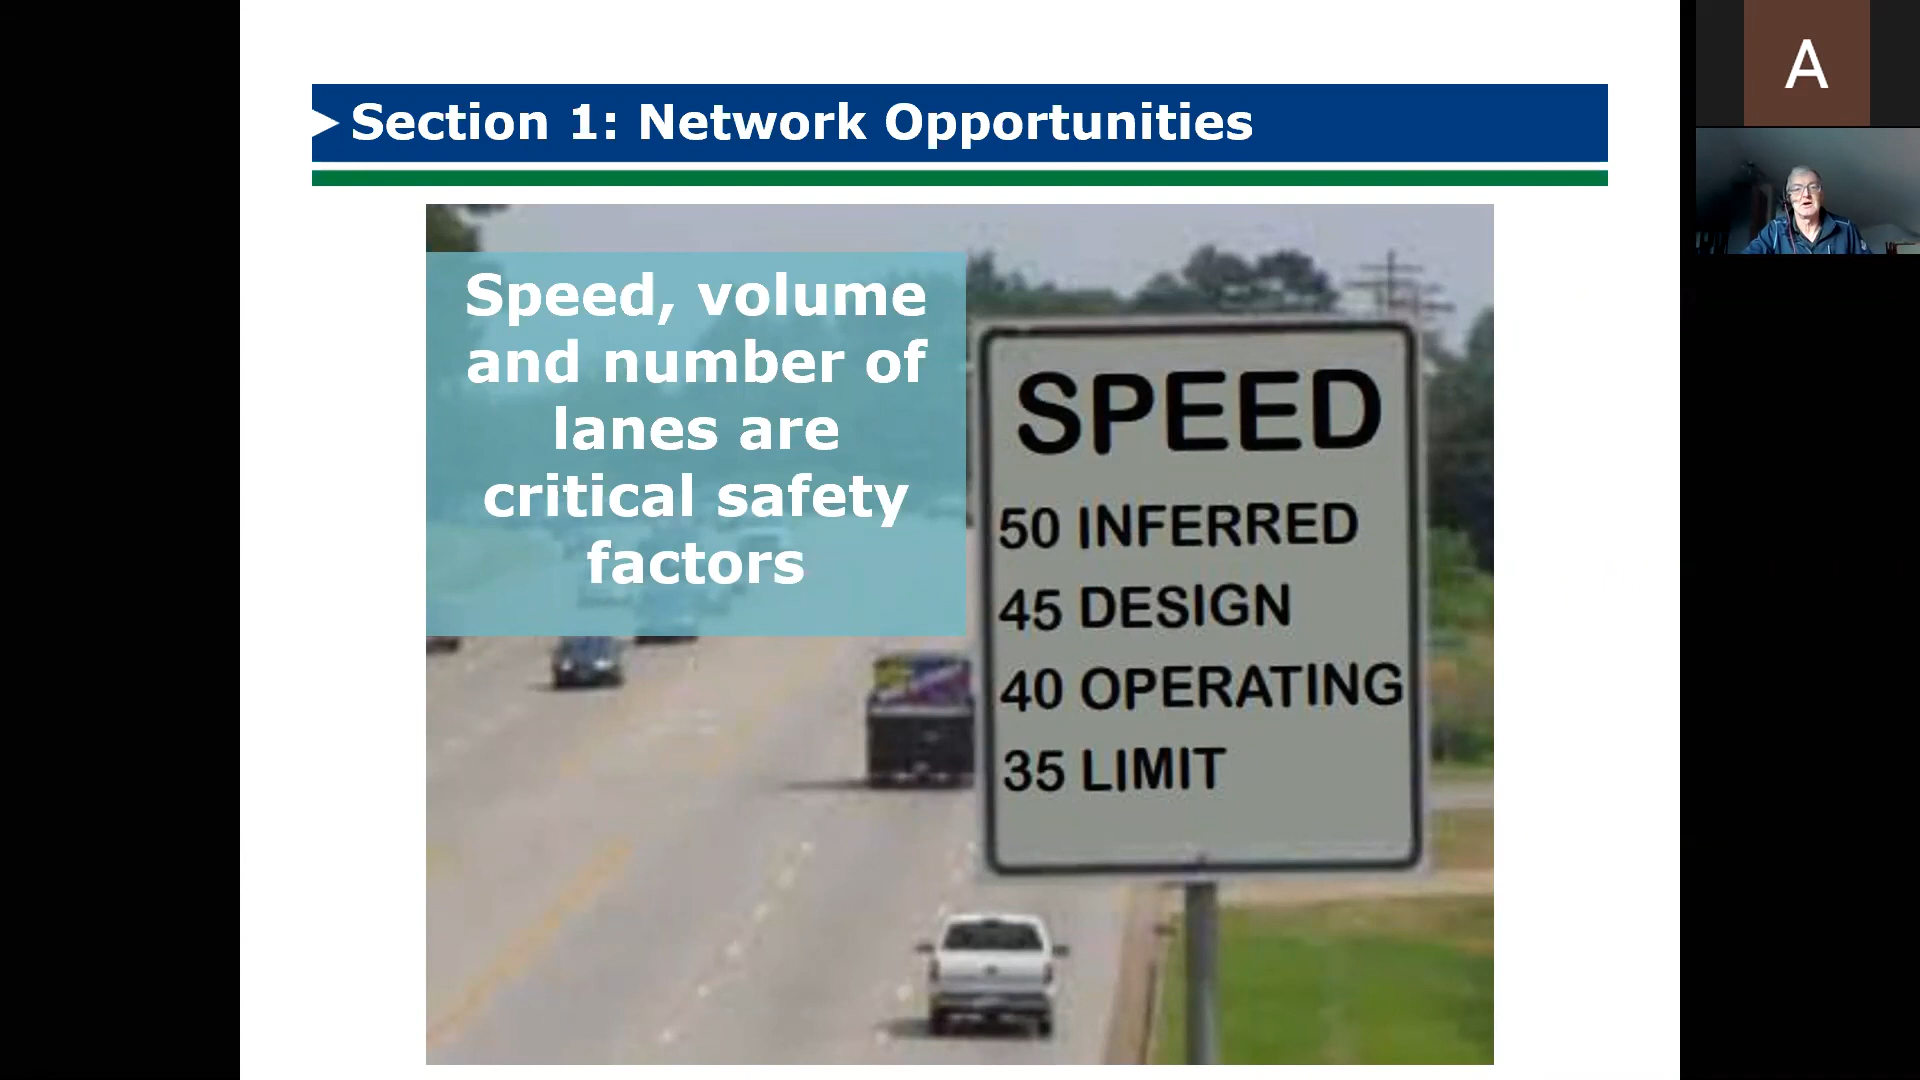 Section 1: Network Opportunities
Speed, volume
and number of
lanes are
critical safety
factors
SPEED
50 INFERRED
45 DESIGN
40 OPERATING
35 LIMIT
A